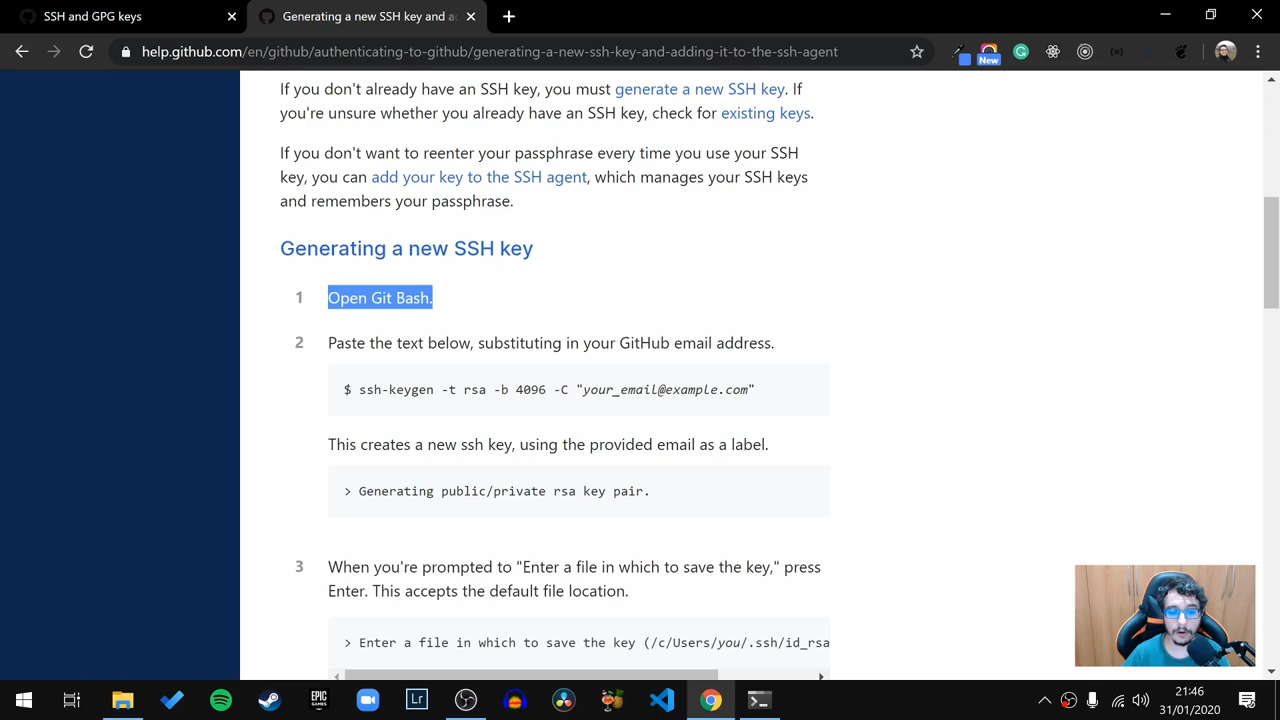 SSH and GPG keys
Generating a new SSH key and a
help.github.com/en/github/authenticating-to-github/generating-a-new-ssh-key-and-adding-it-to-the-ssh-agent
New
If you don't already have an SSH key, you must generate a new SSH key. If
you're unsure whether you already have an SSH key, check for existing keys.
If you don't want to reenter your passphrase every time you use your SSH
key, you can add your key to the SSH agent, which manages your SSH keys
and remembers your passphrase.
Generating a new SSH key
1 Open Git Bash.
2 Paste the text below, substituting in your GitHub email address.
$ ssh-keygen -t rsa -b 4096 -C "your_email@example.com"
This creates a new ssh key, using the provided email as a label.
> Generating public/private rsa key pair.
3 When you're prompted to "Enter a file in which to save the key," press
Enter. This accepts the default file location.
> Enter a file in which to save the key (/c/Users/you/.ssh/id_rsa
EPIC
GAMES
Lr
21:46
31/01/2020